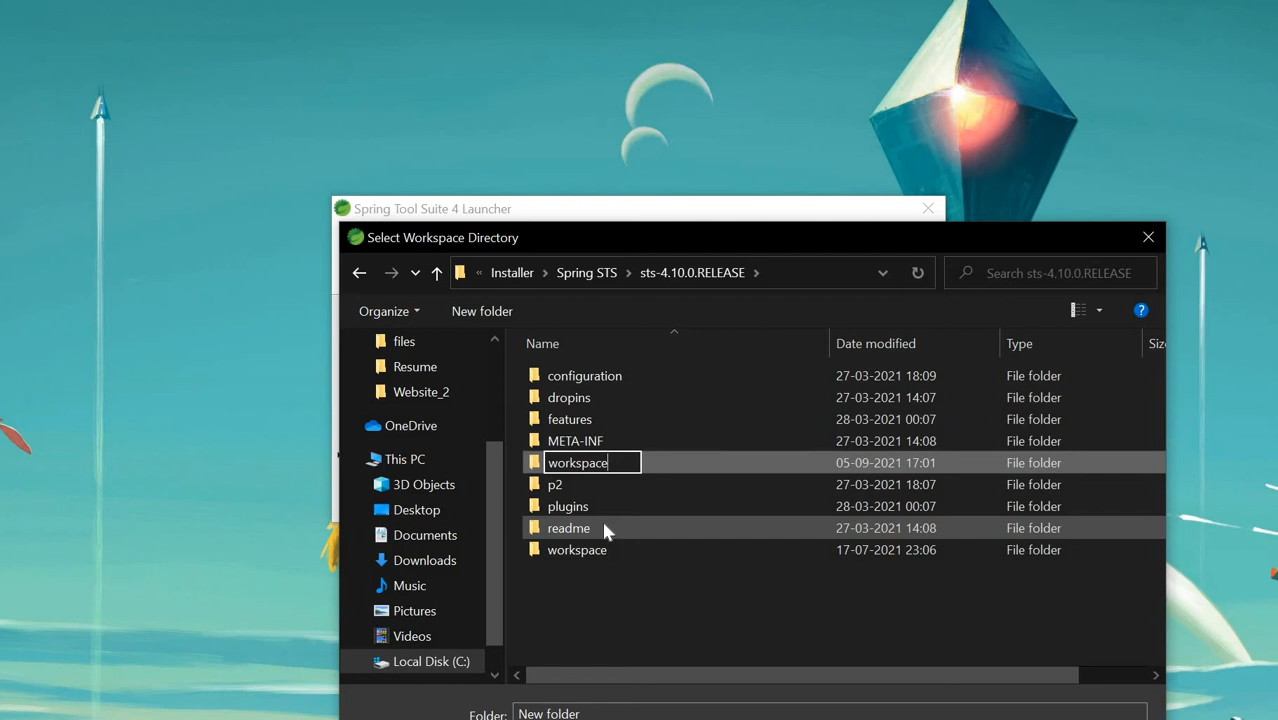 Spring Tool Suite 4 Launcher
Select Workspace Directory
« Installer > Spring STS > sts-4.10.0.RELEASE >
Search sts-4.10.0.RELEASE
Organize
New folder
?
files
Resume
Website_2
OneDrive
This PC
3D Objects
Desktop
Documents
Downloads
Music
Pictures
Videos
Local Disk (C:)
Name Date modified Type Size
configuration 27-03-2021 18:09 File folder
dropins 27-03-2021 14:07 File folder
features 28-03-2021 00:07 File folder
META-INF 27-03-2021 14:08 File folder
workspace 05-09-2021 17:01 File folder
p2 27-03-2021 18:07 File folder
plugins 28-03-2021 00:07 File folder
readme 27-03-2021 14:08 File folder
workspace 17-07-2021 23:06 File folder
Folder: New folder